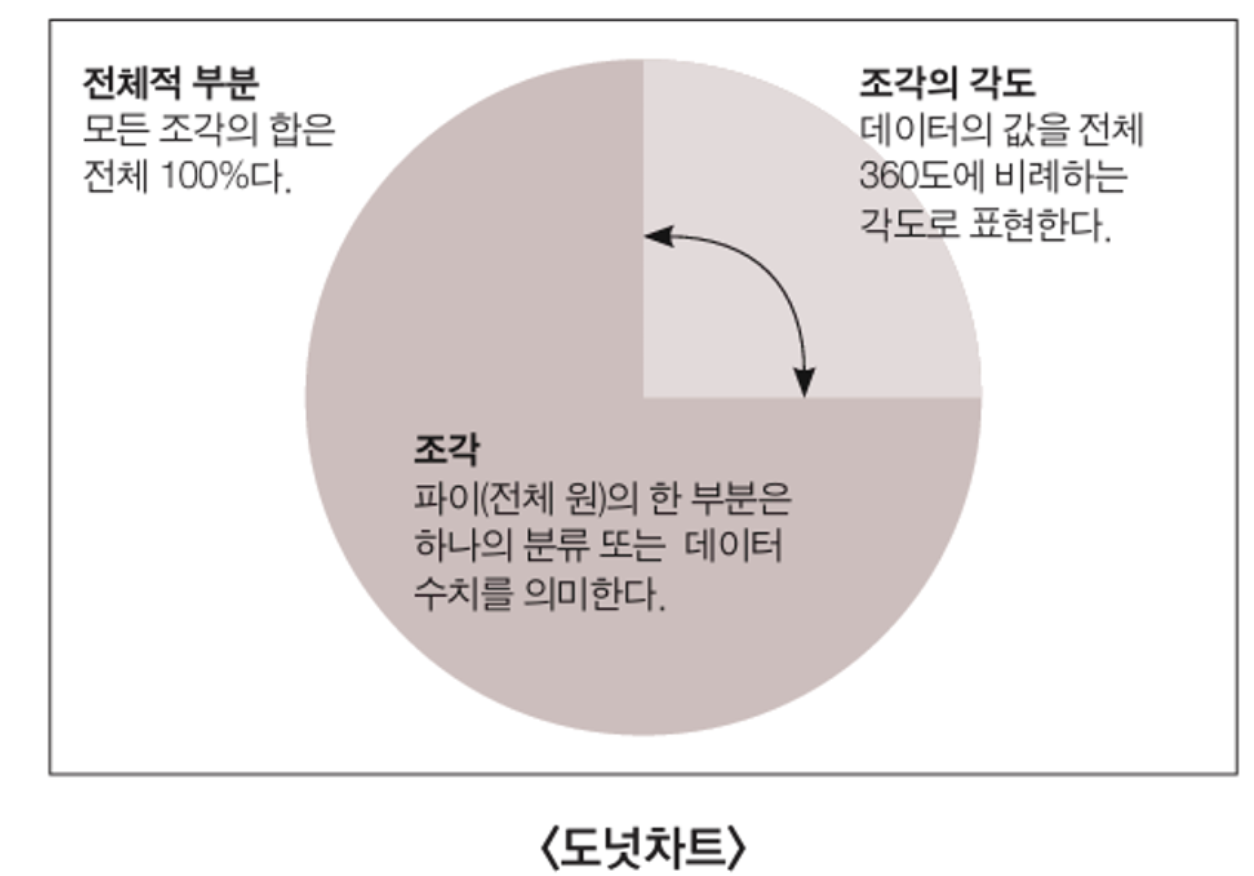 전체적 부분
모든 조각의 합은
전체 100%다.
조각의 각도
데이터의 값을 전체
360도에 비례하는
각도로 표현한다.
조각
파이(전체 원)의 한 부분은
하나의 분류 또는 데이터
수치를 의미한다.
〈도넛차트〉